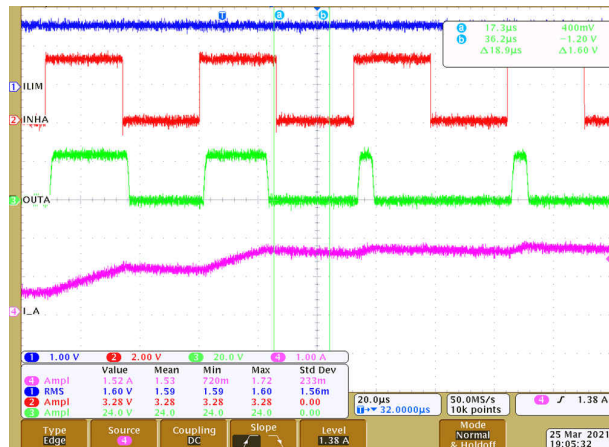 T a b
a 17.3µs 400mV
b 36.2µs −1.20 V
Δ18.9µs Δ1.60 V
1 ILIM
INHA
2
3 OUTA
4
I_A
1 1.00 V 2 2.00 V 3 20.0 V 4 1.00 A
Value Mean Min Max Std Dev
4 Ampl 1.52 A 1.53 720m 1.72 233m
1 RMS 1.60 V 1.59 1.59 1.60 1.56m
2 Ampl 3.28 V 3.28 3.28 3.28 0.00
3 Ampl 24.0 V 24.0 24.0 24.0 0.00
20.0µs
T→▼ 32.0000µs
50.0MS/s
10k points
4 1.38 A
Type
Edge
Source
4
Coupling
DC
Slope
Level
1.38 A
Mode
Normal
& Holdoff
25 Mar 2021
19:05:32